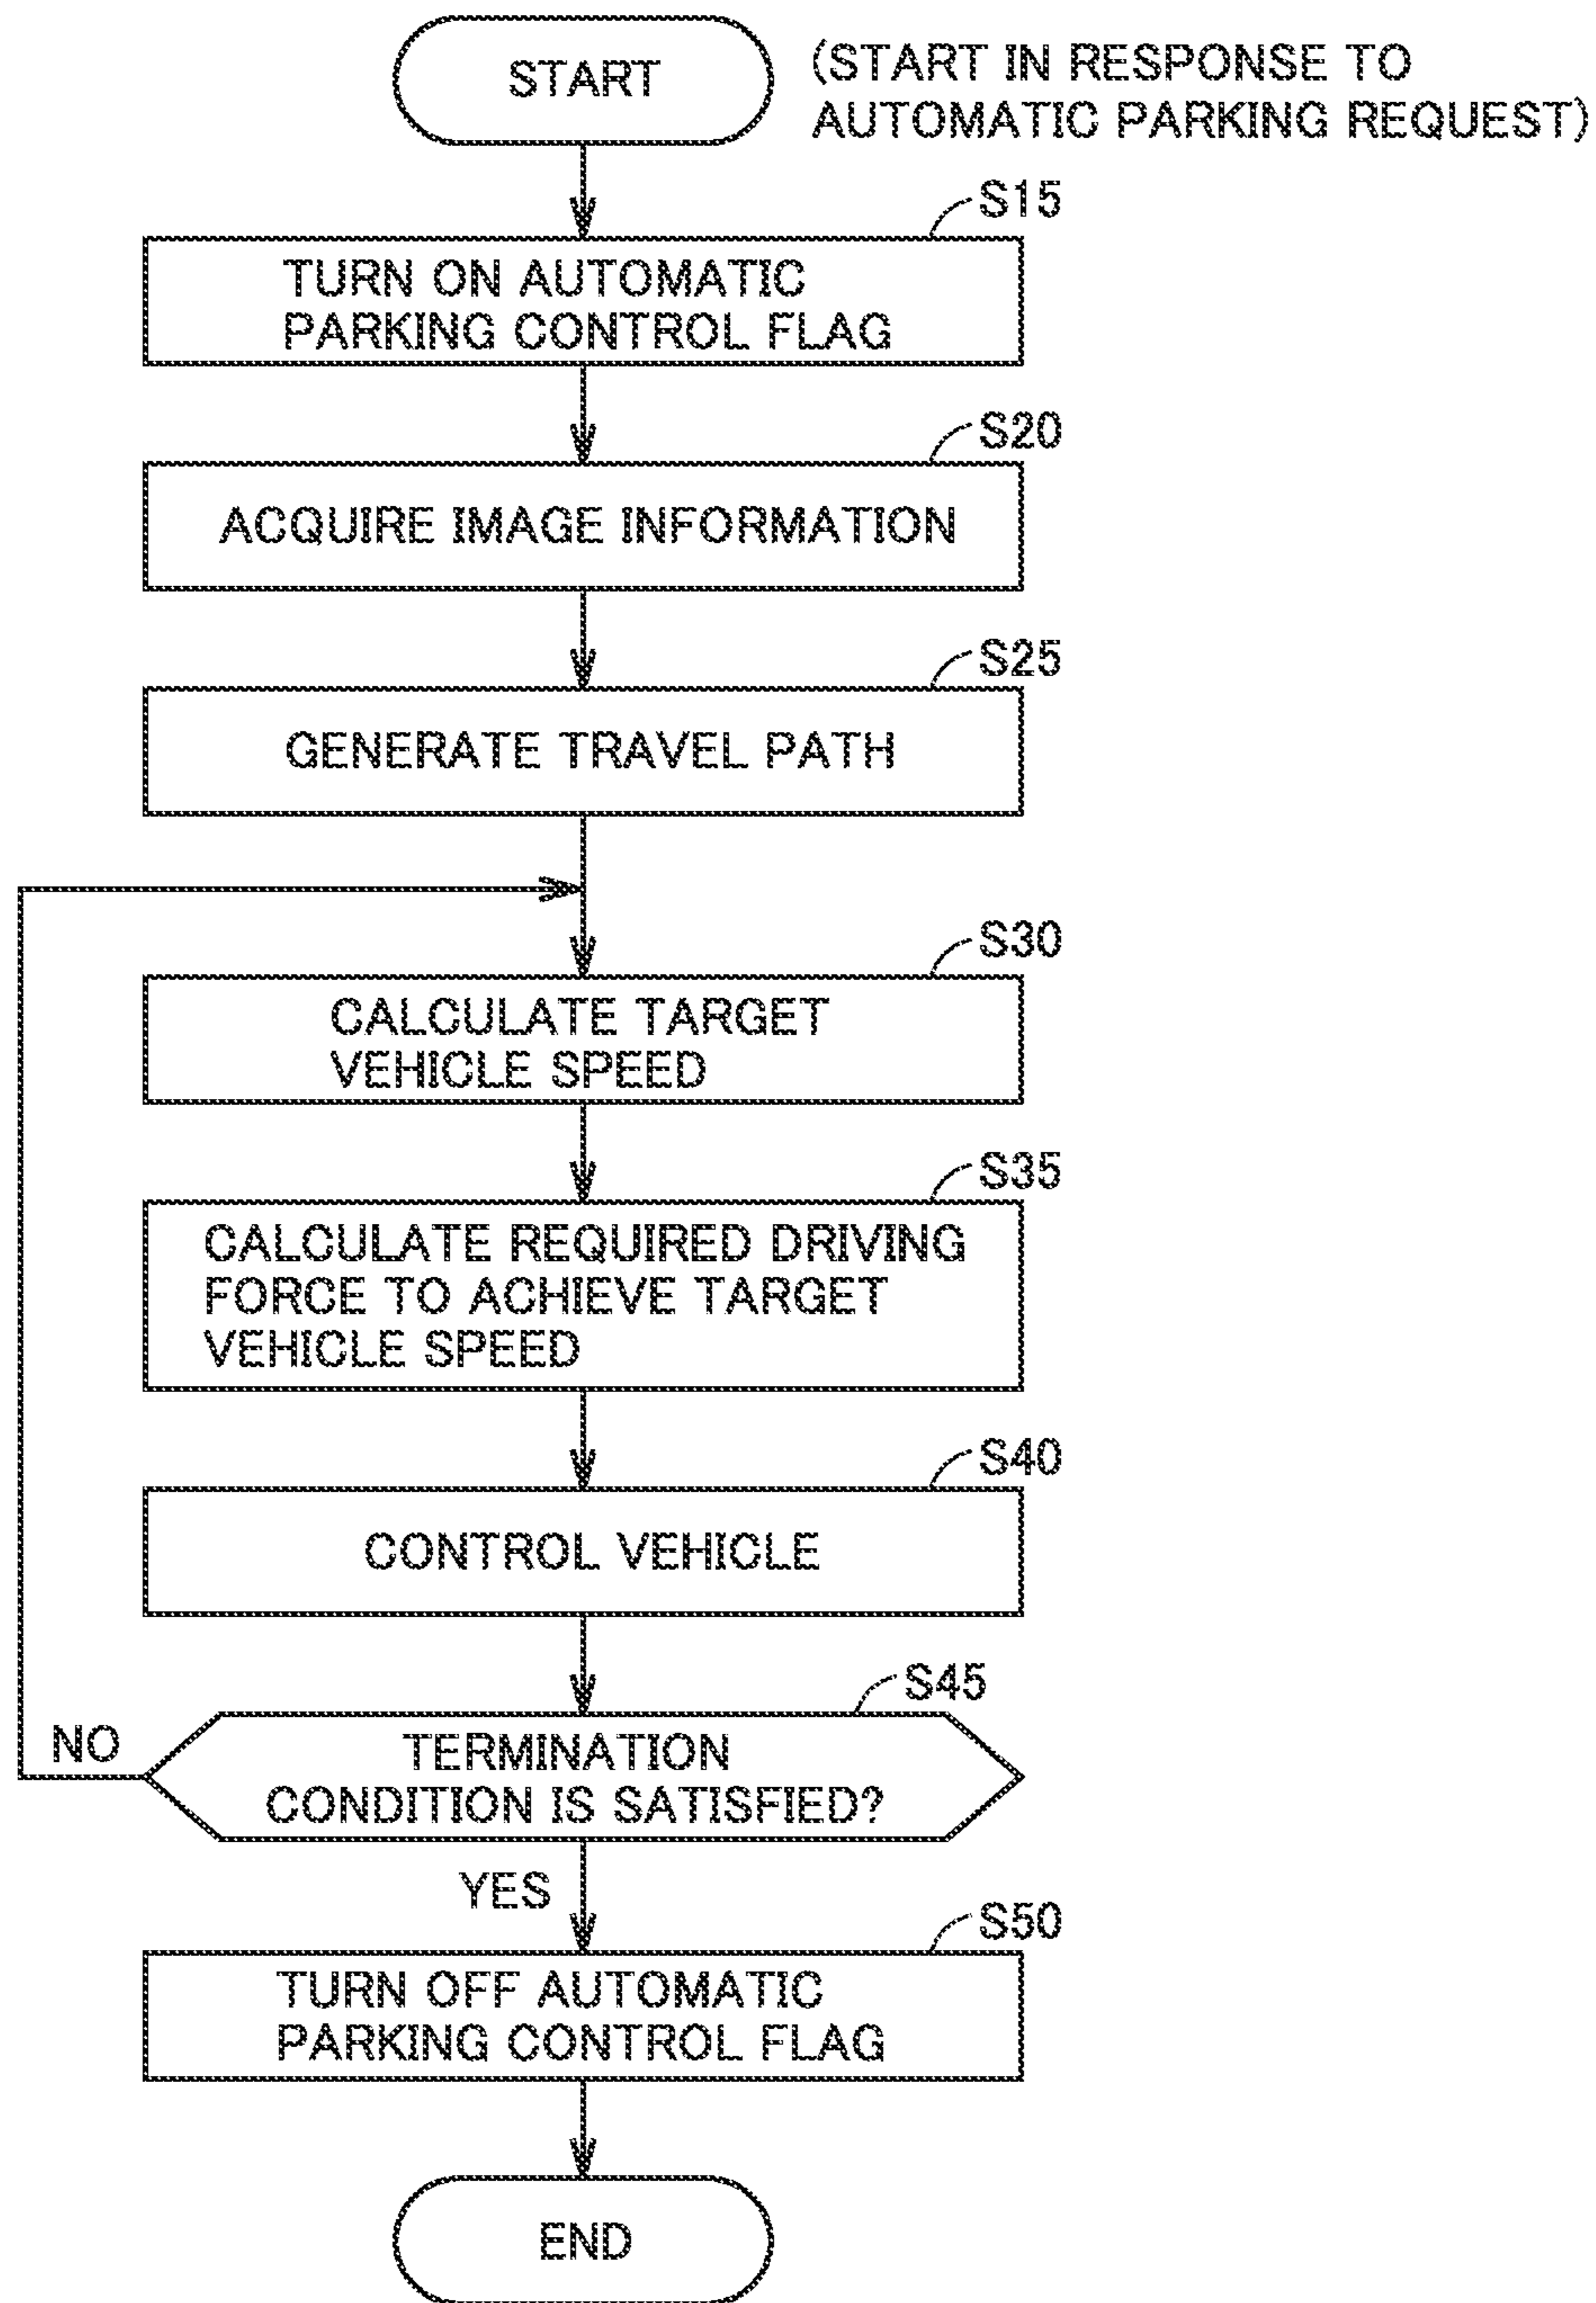 START
(START IN RESPONSE TO
AUTOMATIC PARKING REQUEST)
S15
TURN ON AUTOMATIC
PARKING CONTROL FLAG
S20
ACQUIRE IMAGE INFORMATION
S25
GENERATE TRAVEL PATH
S30
CALCULATE TARGET
VEHICLE SPEED
S35
CALCULATE REQUIRED DRIVING
FORCE TO ACHIEVE TARGET
VEHICLE SPEED
S40
CONTROL VEHICLE
S45
NO
TERMINATION
CONDITION IS SATISFIED?
YES
S50
TURN OFF AUTOMATIC
PARKING CONTROL FLAG
END